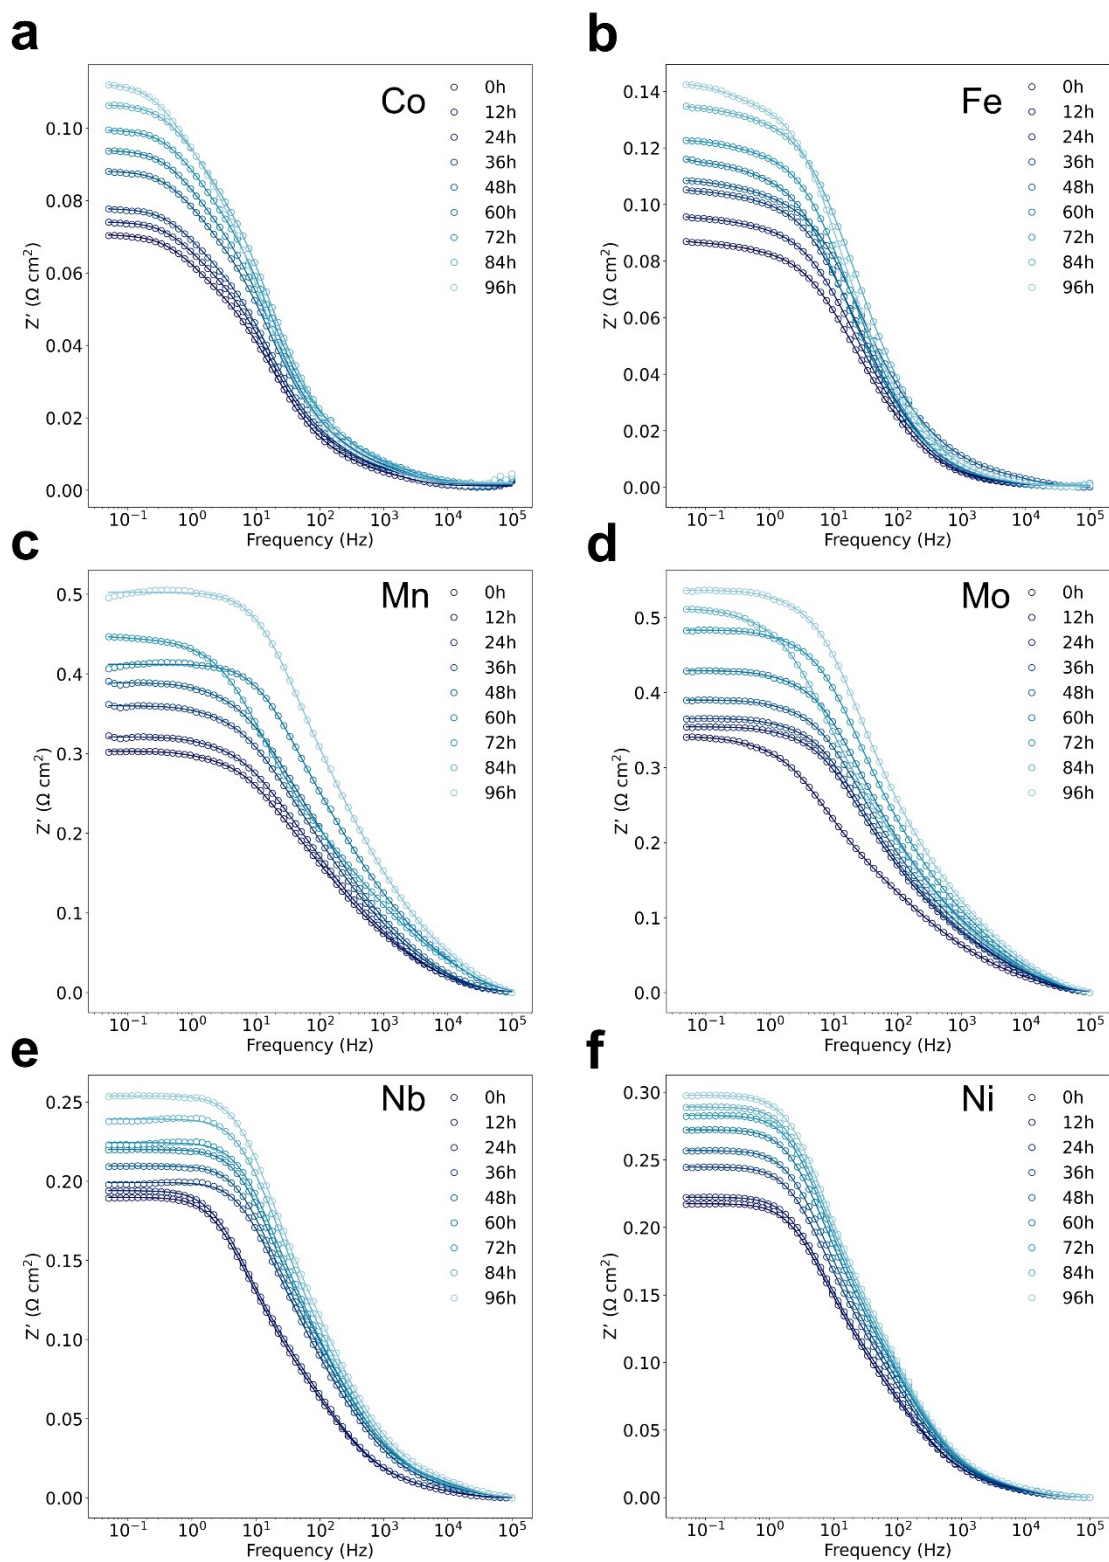 a
Co
0h
12h
24h
36h
48h
60h
72h
84h
96h
0.10
0.08
0.06
0.04
0.02
0.00
Z' (Ω cm²)
10⁻¹ 10⁰ 10¹ 10² 10³ 10⁴ 10⁵
Frequency (Hz)
b
Fe
0h
12h
24h
36h
48h
60h
72h
84h
96h
0.14
0.12
0.10
0.08
0.06
0.04
0.02
0.00
Z' (Ω cm²)
10⁻¹ 10⁰ 10¹ 10² 10³ 10⁴ 10⁵
Frequency (Hz)
c
Mn
0h
12h
24h
36h
48h
60h
72h
84h
96h
0.5
0.4
0.3
0.2
0.1
0.0
Z' (Ω cm²)
10⁻¹ 10⁰ 10¹ 10² 10³ 10⁴ 10⁵
Frequency (Hz)
d
Mo
0h
12h
24h
36h
48h
60h
72h
84h
96h
0.5
0.4
0.3
0.2
0.1
0.0
Z' (Ω cm²)
10⁻¹ 10⁰ 10¹ 10² 10³ 10⁴ 10⁵
Frequency (Hz)
e
Nb
0h
12h
24h
36h
48h
60h
72h
84h
96h
0.25
0.20
0.15
0.10
0.05
0.00
Z' (Ω cm²)
10⁻¹ 10⁰ 10¹ 10² 10³ 10⁴ 10⁵
Frequency (Hz)
f
Ni
0h
12h
24h
36h
48h
60h
72h
84h
96h
0.30
0.25
0.20
0.15
0.10
0.05
0.00
Z' (Ω cm²)
10⁻¹ 10⁰ 10¹ 10² 10³ 10⁴ 10⁵
Frequency (Hz)